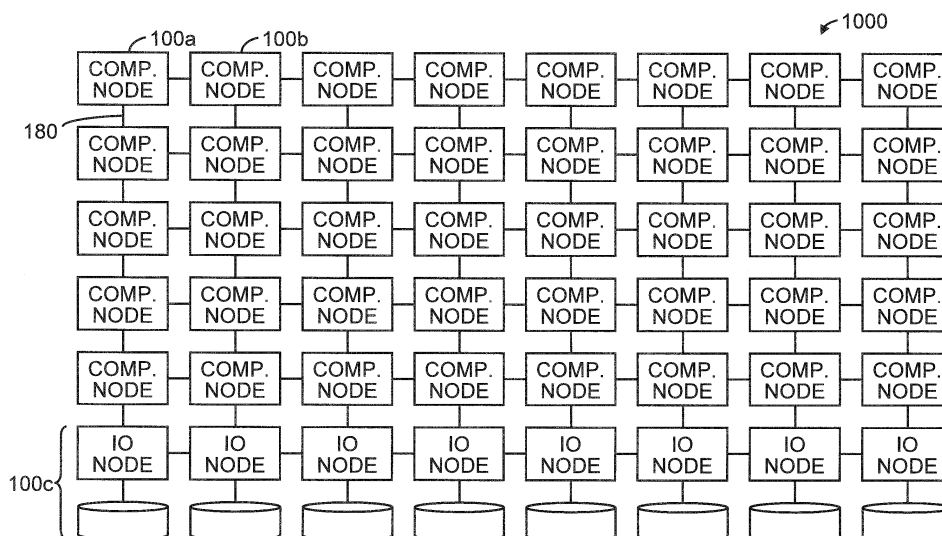 100a 100b 1000
COMP. COMP. COMP. COMP. COMP. COMP. COMP. COMP.
NODE NODE NODE NODE NODE NODE NODE NODE
180
COMP. COMP. COMP. COMP. COMP. COMP. COMP. COMP.
NODE NODE NODE NODE NODE NODE NODE NODE
COMP. COMP. COMP. COMP. COMP. COMP. COMP. COMP.
NODE NODE NODE NODE NODE NODE NODE NODE
COMP. COMP. COMP. COMP. COMP. COMP. COMP. COMP.
NODE NODE NODE NODE NODE NODE NODE NODE
COMP. COMP. COMP. COMP. COMP. COMP. COMP. COMP.
NODE NODE NODE NODE NODE NODE NODE NODE
IO IO IO IO IO IO IO IO
NODE NODE NODE NODE NODE NODE NODE NODE
100c